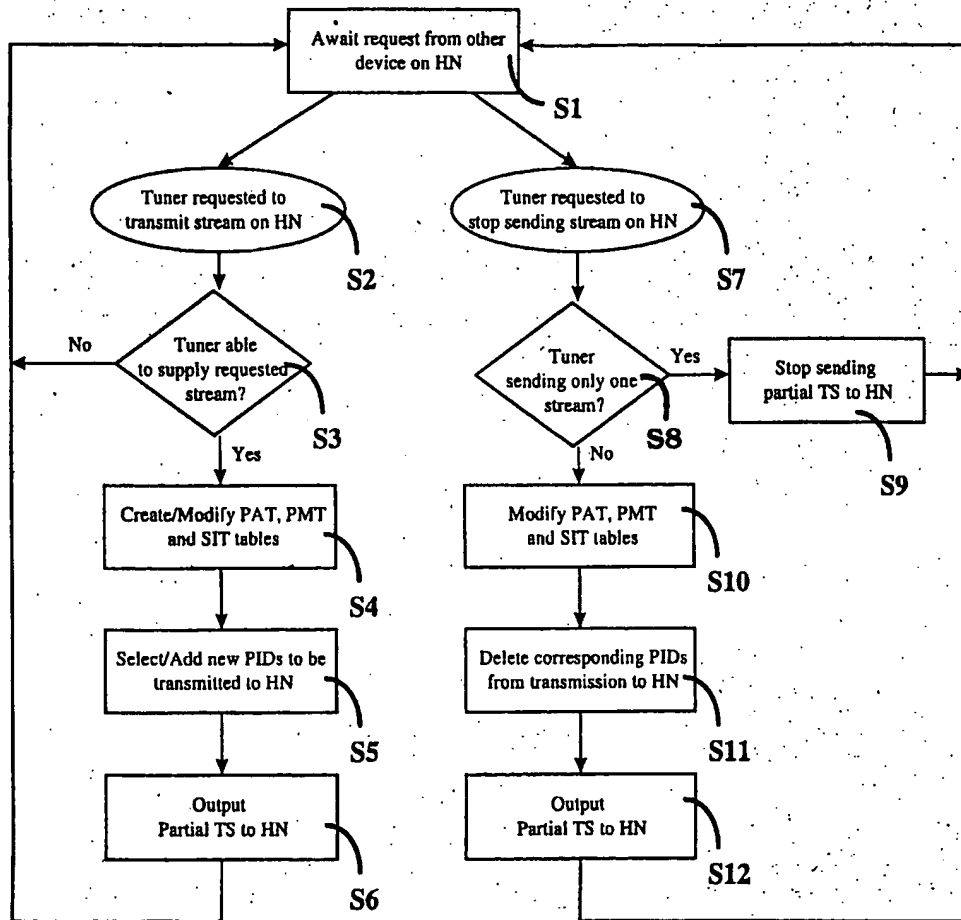 Await request from other
device on HN
S1
Tuner requested to
transmit stream on HN
S2
Tuner requested to
stop sending stream on HN
S7
No
Tuner able
to supply requested
stream?
S3
Yes
Tuner
sending only one
stream?
S8
Yes
No
Stop sending
partial TS to HN
S9
Create/Modify PAT, PMT
and SIT tables
S4
Modify PAT, PMT
and SIT tables
S10
Select/Add new PIDs to be
transmitted to HN
S5
Delete corresponding PIDs
from transmission to HN
S11
Output
Partial TS to HN
S6
Output
Partial TS to HN
S12